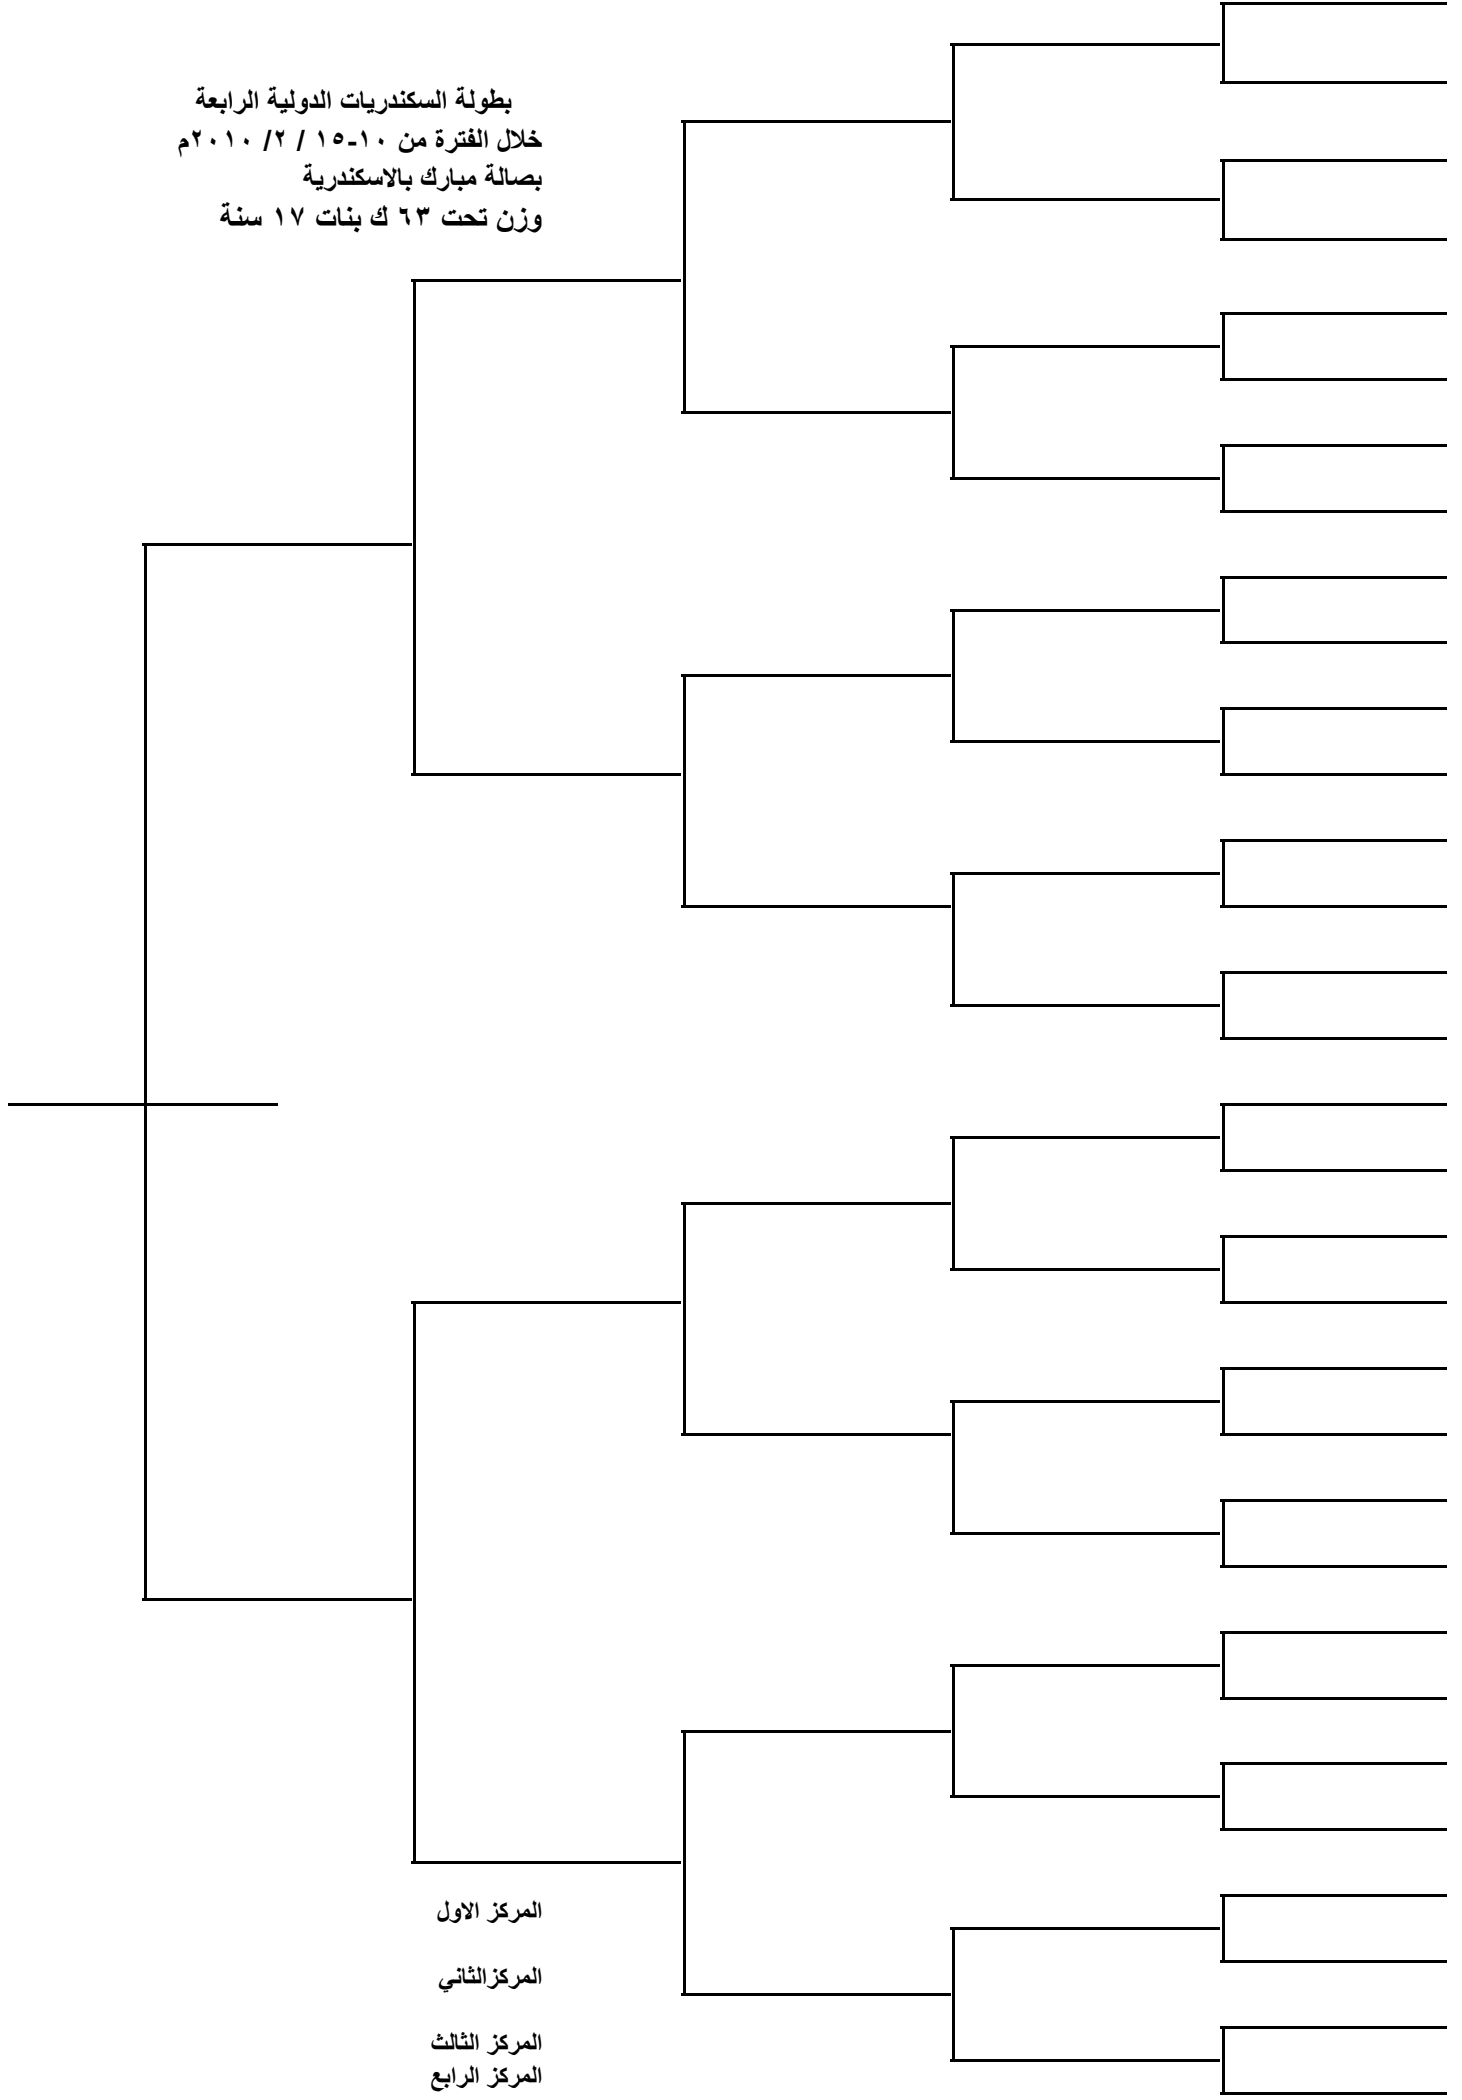 بطولة السكندريات الدولية الرابعة
خلال الفترة من ١٠-١٥ / ٢/ ٢٠١٠م
بصالة مبارك بالاسكندرية
وزن تحت ٦٣ ك بنات ١٧ سنة
المركز الاول
المركزالثاني
المركز الثالث
المركز الرابع